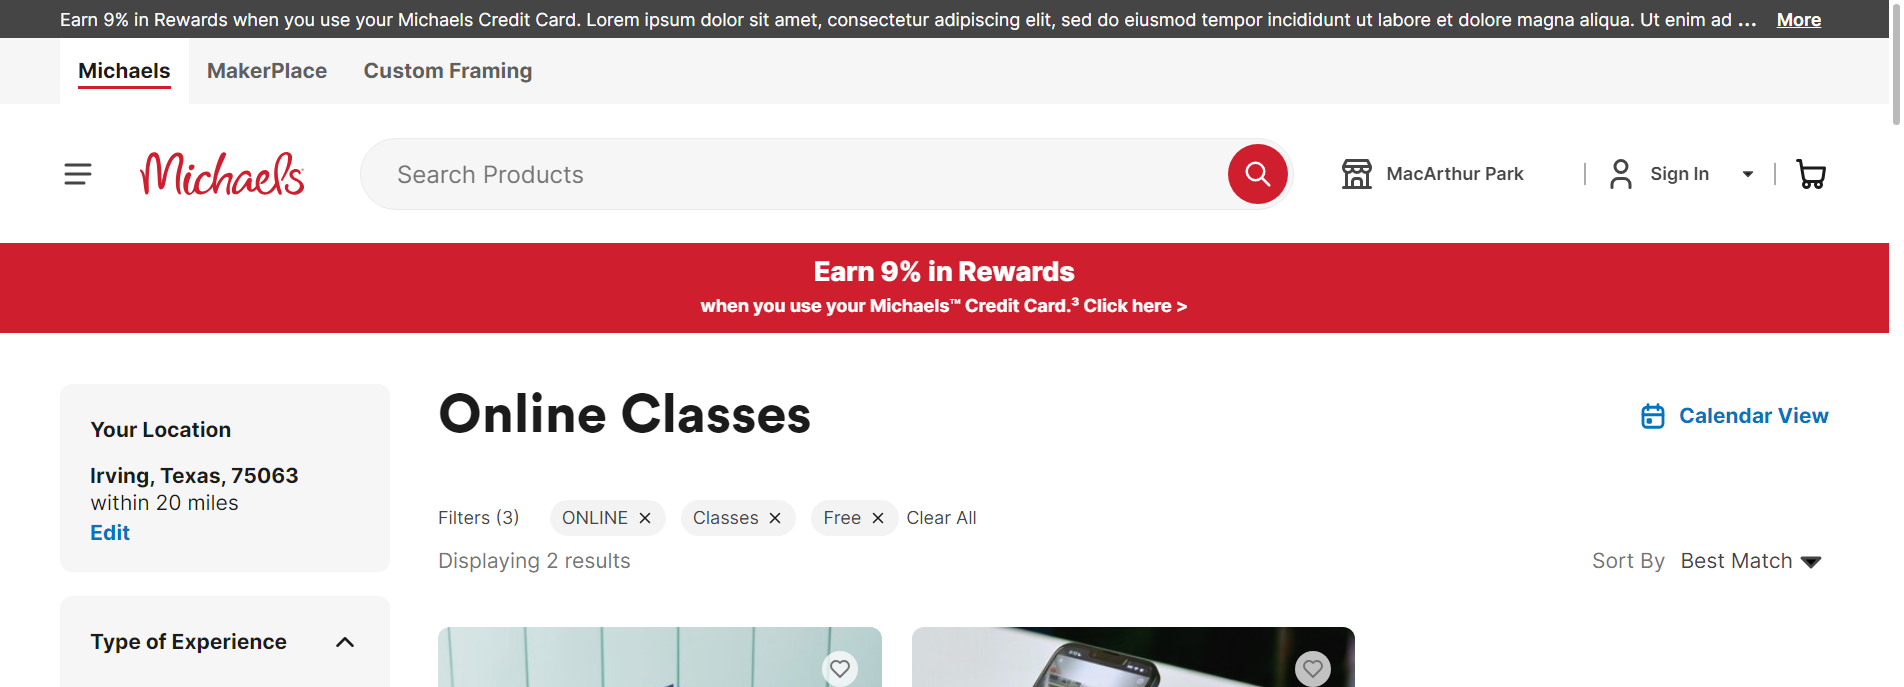 Earn 9% in Rewards when you use your Michaels Credit Card. Lorem ipsum dolor sit amet, consectetur adipiscing elit, sed do eiusmod tempor incididunt ut labore et dolore magna aliqua. Ut enim ad ... More
Michaels MakerPlace Custom Framing
Michaels Search Products MacArthur Park Sign In
Earn 9% in Rewards
when you use your Michaels™ Credit Card.³ Click here >
Online Classes Calendar View
Your Location
Irving, Texas, 75063
within 20 miles
Edit
Filters (3) ONLINE Classes Free Clear All
Displaying 2 results Sort By Best Match
Type of Experience